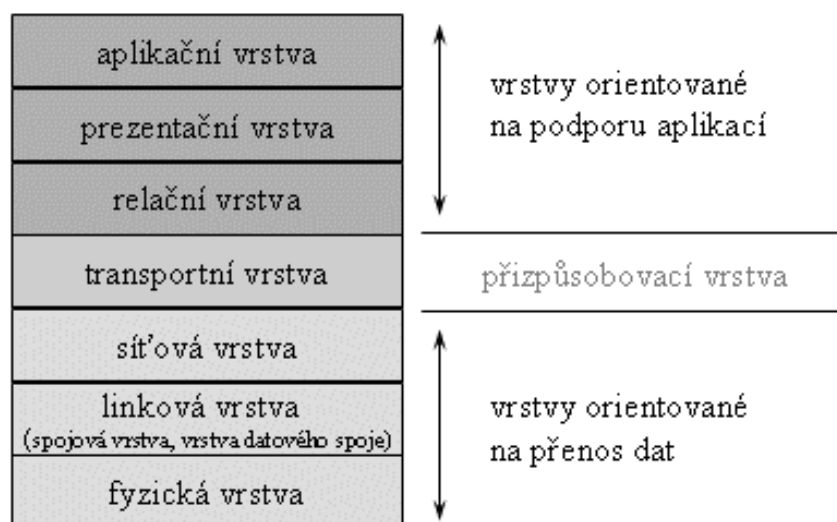 aplikační vrstva
prezentační vrstva
relační vrstva
transportní vrstva
síťová vrstva
linková vrstva
(spojová vrstva, vrstva datového spoje)
fyzická vrstva
vrstvy orientované
na podporu aplikací
přizpůsobovací vrstva
vrstvy orientované
na přenos dat